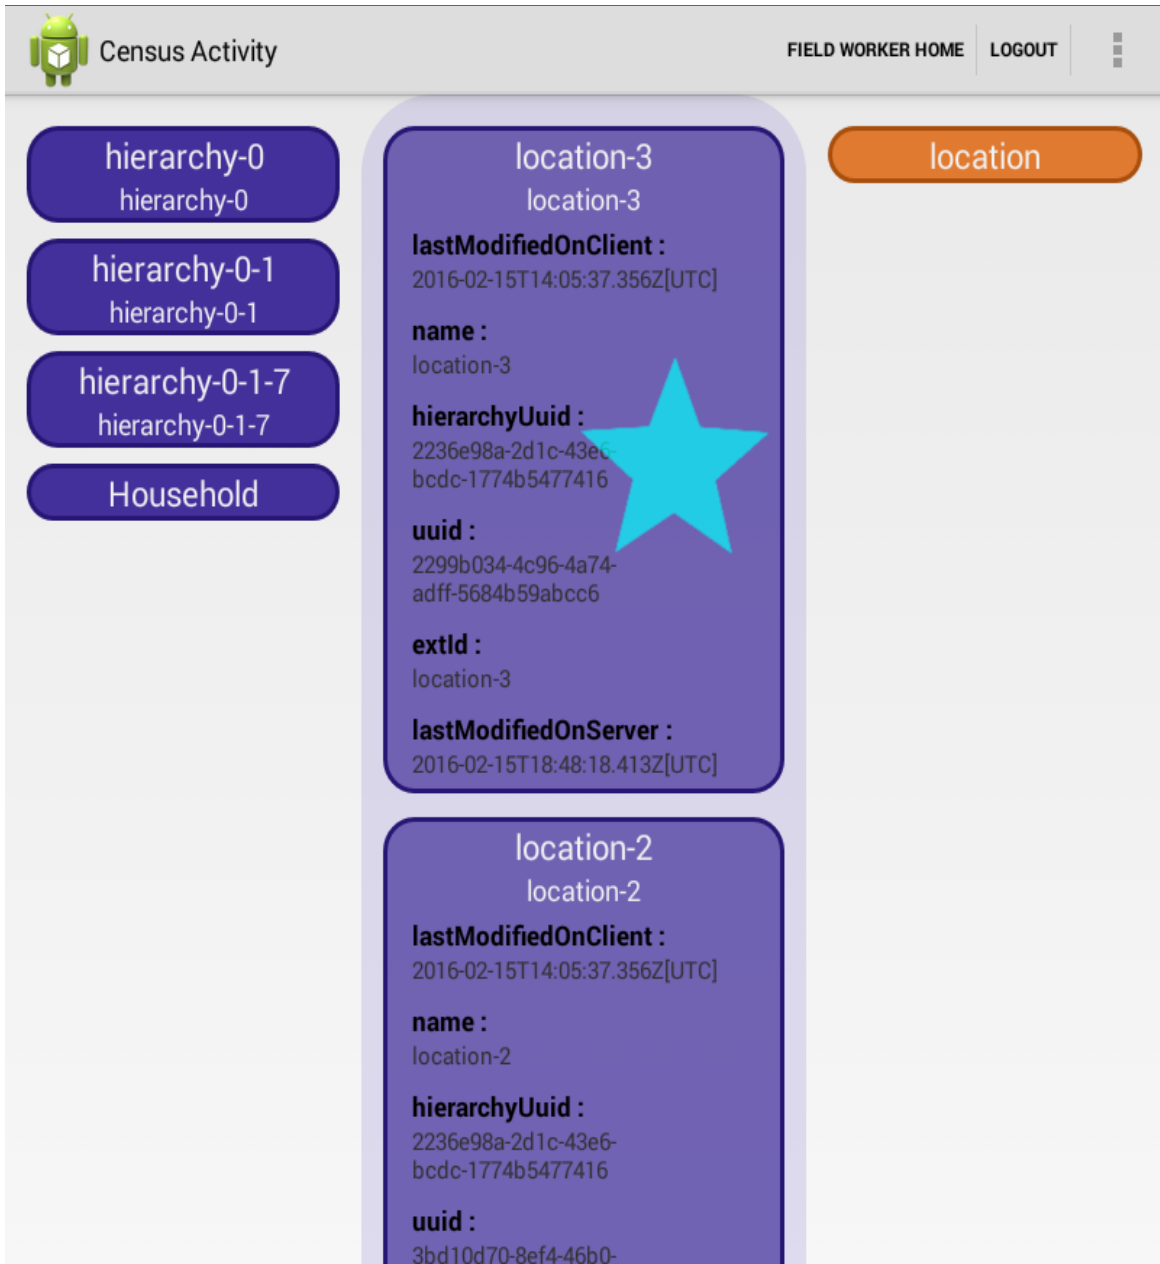 Census Activity
FIELD WORKER HOME
LOGOUT
hierarchy-0
hierarchy-0
hierarchy-0-1
hierarchy-0-1
hierarchy-0-1-7
hierarchy-0-1-7
Household
location-3
location-3
lastModifiedOnClient :
2016-02-15T14:05:37.356Z[UTC]
name :
location-3
hierarchyUuid :
2236e98a-2d1c-43e6-
bcdc-1774b5477416
uuid :
2299b034-4c96-4a74-
adff-5684b59abcc6
extId :
location-3
lastModifiedOnServer :
2016-02-15T18:48:18.413Z[UTC]
location-2
location-2
lastModifiedOnClient :
2016-02-15T14:05:37.356Z[UTC]
name :
location-2
hierarchyUuid :
2236e98a-2d1c-43e6-
bcdc-1774b5477416
uuid :
3bd10d70-8ef4-46b0-
location